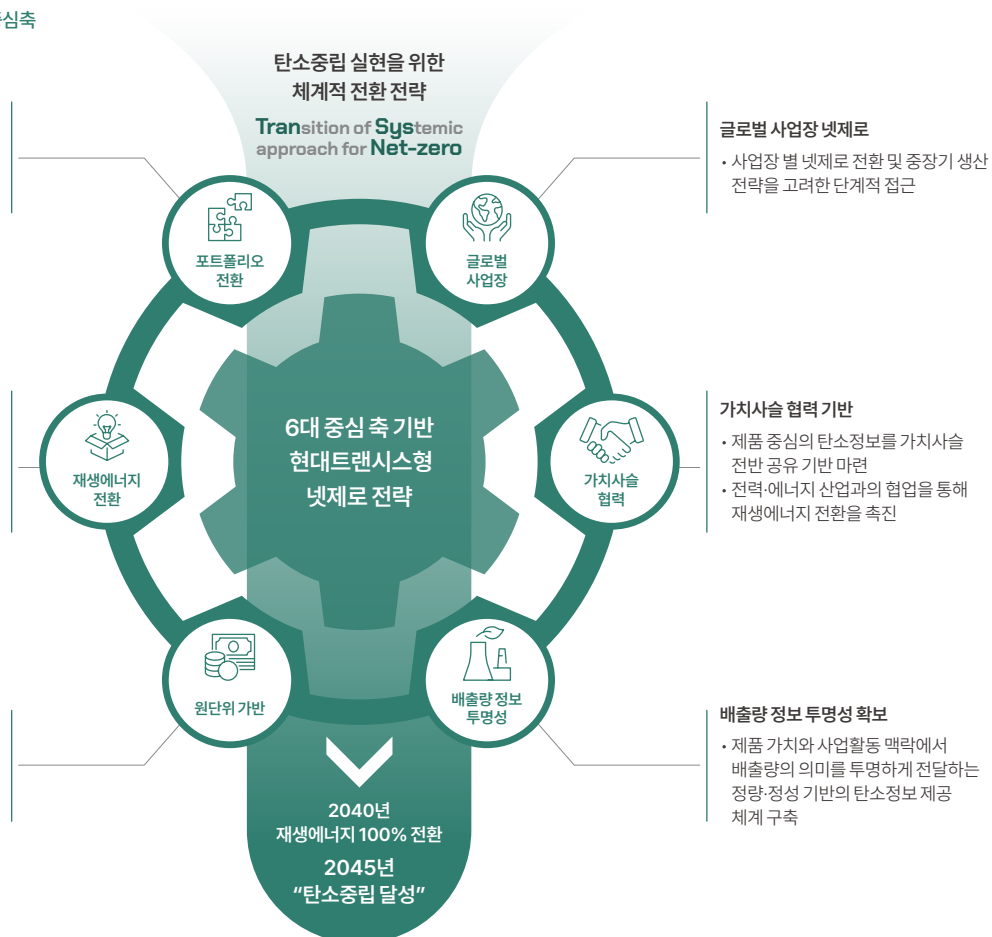 심축
탄소중립 실현을 위한
체계적 전환 전략
Transition of Systemic
approach for Net-zero
포트폴리오
전환
글로벌
사업장
글로벌 사업장 넷제로
• 사업장 별 넷제로 전환 및 중장기 생산
전략을 고려한 단계적 접근
6대 중심 축 기반
현대트랜시스형
넷제로 전략
재생에너지
전환
가치사슬
협력
가치사슬 협력 기반
• 제품 중심의 탄소정보를 가치사슬
전반 공유 기반 마련
• 전력·에너지 산업과의 협업을 통해
재생에너지 전환을 촉진
원단위 가반
배출량 정보
투명성
배출량 정보 투명성 확보
• 제품 가치와 사업활동 맥락에서
배출량의 의미를 투명하게 전달하는
정량·정성 기반의 탄소정보 제공
체계 구축
2040년
재생에너지 100% 전환
2045년
“탄소중립 달성”